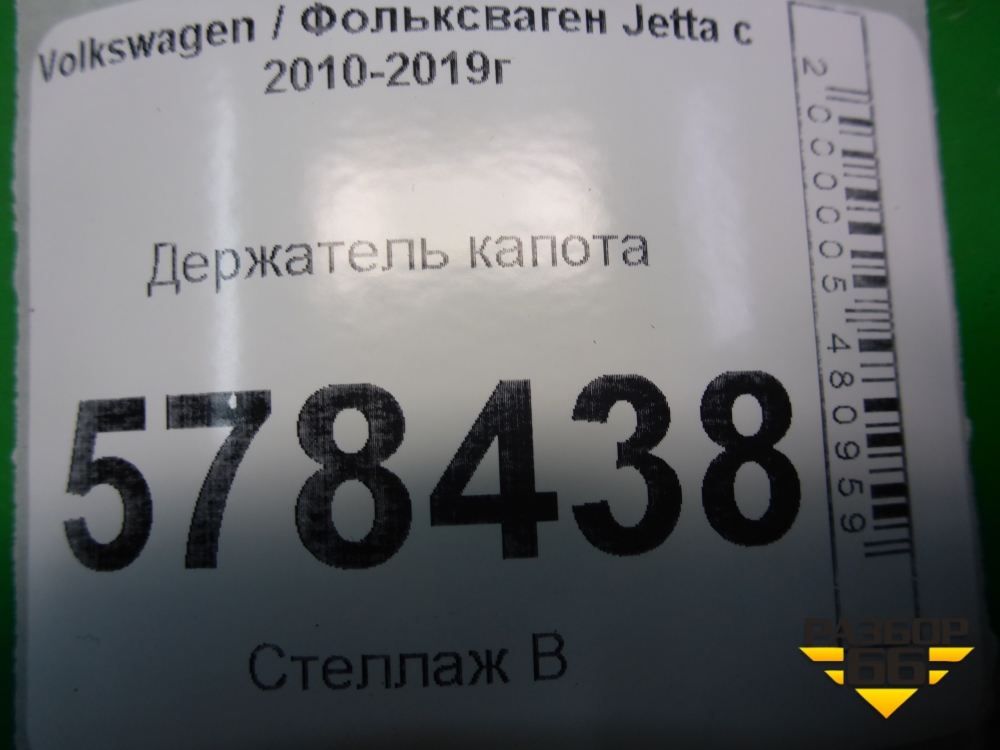 Volkswagen / Фольксваген Jetta с
2010-2019г
Держатель капота
578438
Стеллаж В
2000005480959
РАЗБОР
66